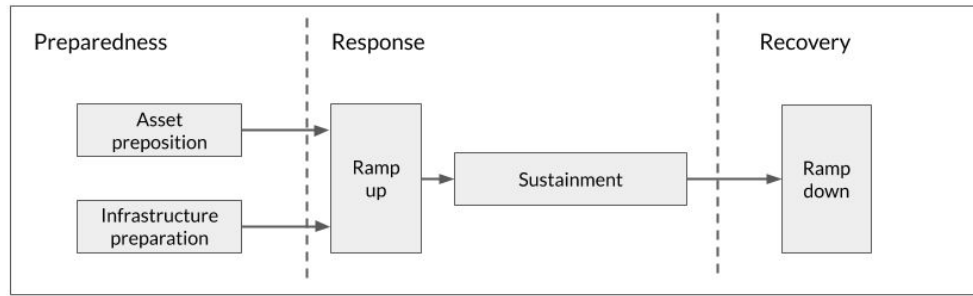 Preparedness
Response
Recovery
Asset
preposition
Infrastructure
preparation
Ramp
up
Sustainment
Ramp
down